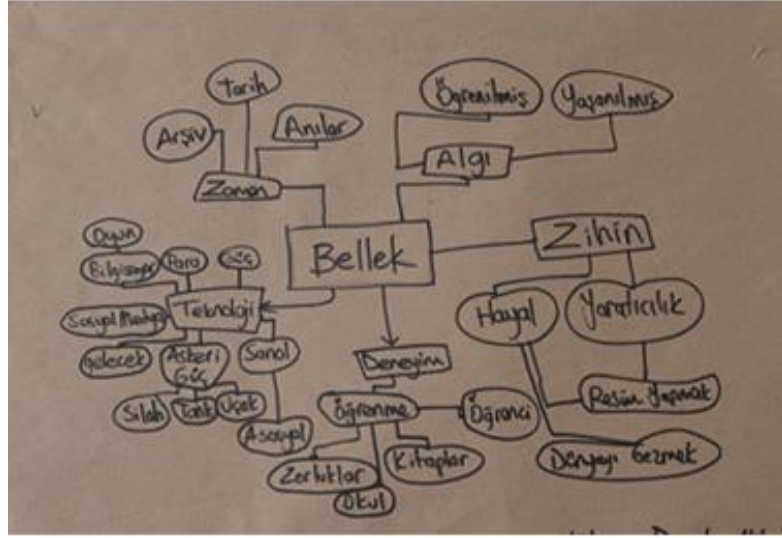 Tarih
Öğrenilmiş
Yaşanılmış
Arşiv
Anılar
Algı
Zaman
Bellek
Zihin
Oyun
Bilgisayar
Para
Güç
Teknoloji
Sosyal Medya
Hayal
Yaratıcılık
gelecek
Askeri
Güç
Sanal
Deneyim
Silah
Tank
Uçak
Öğrenme
Öğrenci
Resim Yapmak
Asosyal
Zorluklar
Kitaplar
Dünyayı Gezmek
Okul